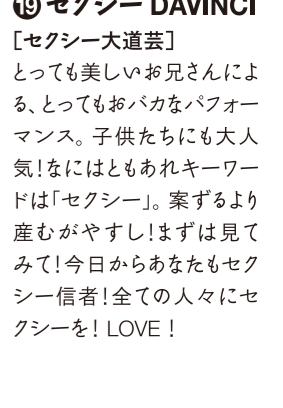 ⑲セクシー DAVINCI
［セクシー大道芸］
とっても美しいお兄さんによ
る、とってもおバカなパフォー
マンス。子供たちにも大人
気！なにはともあれキーワー
ドは「セクシー」。案ずるより
産むがやすし！まずは見て
みて！今日からあなたもセク
シー信者！全ての人々にセ
クシーを！ LOVE！